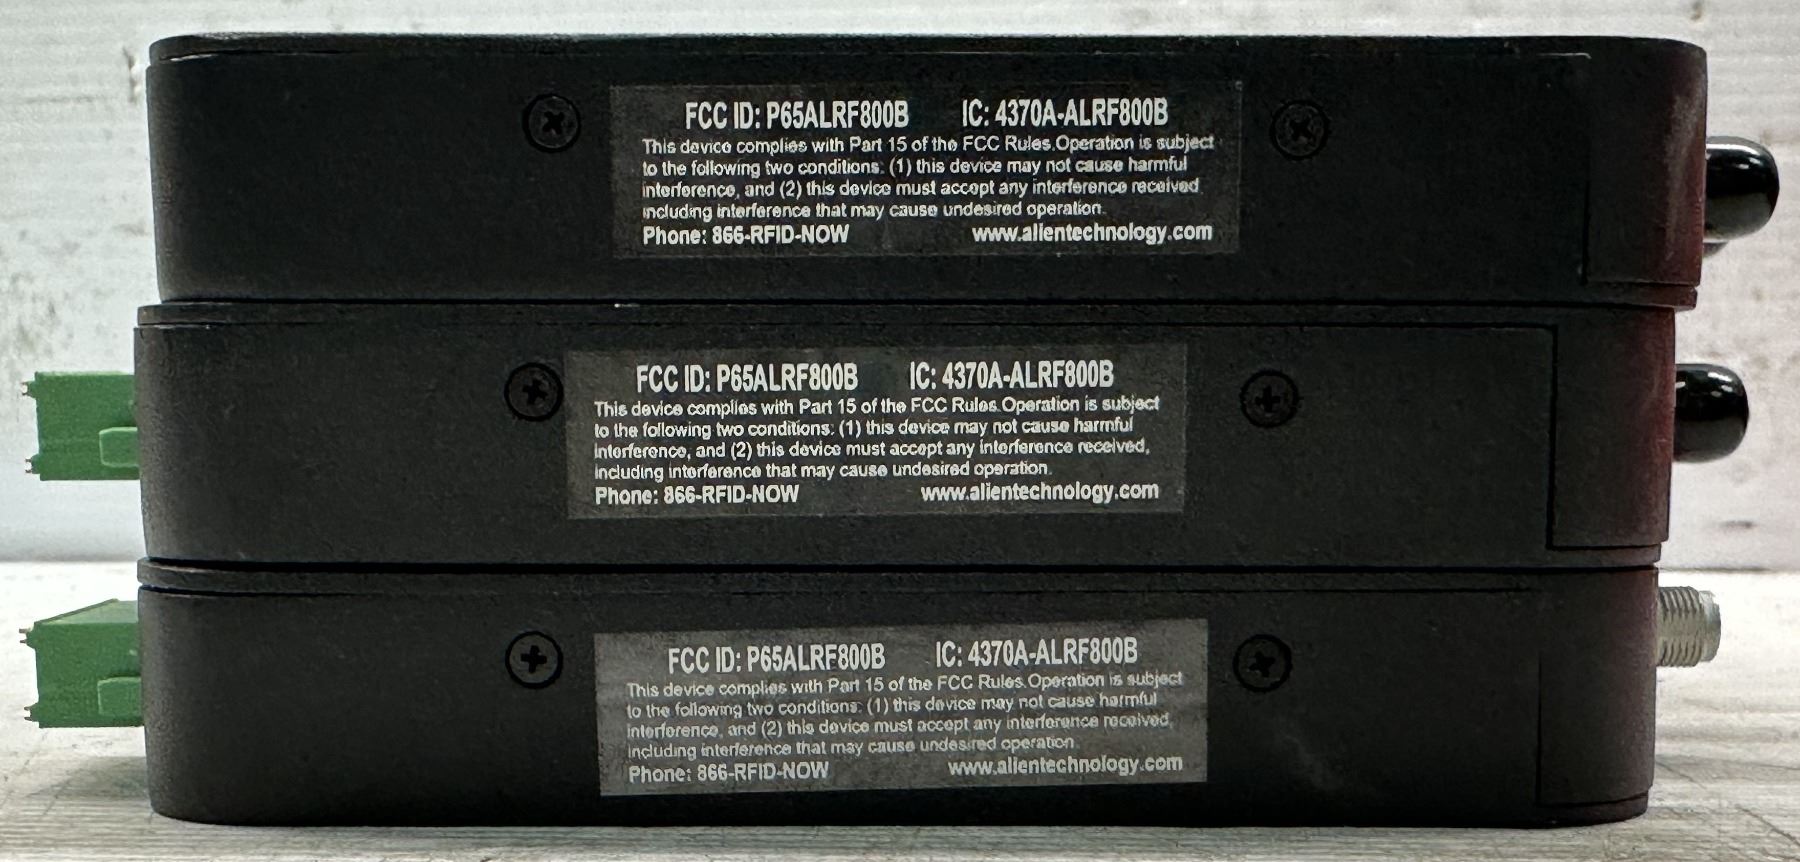 FCC ID: P65ALRF800B IC: 4370A-ALRF800B
This device complies with Part 15 of the FCC Rules.Operation is subject
to the following two conditions: (1) this device may not cause harmful
interference, and (2) this device must accept any interference received,
including interference that may cause undesired operation.
Phone: 866-RFID-NOW www.alientechnology.com
FCC ID: P65ALRF800B IC: 4370A-ALRF800B
This device complies with Part 15 of the FCC Rules.Operation is subject
to the following two conditions: (1) this device may not cause harmful
interference, and (2) this device must accept any interference received,
including interference that may cause undesired operation.
Phone: 866-RFID-NOW www.alientechnology.com
FCC ID: P65ALRF800B IC: 4370A-ALRF800B
This device complies with Part 15 of the FCC Rules.Operation is subject
to the following two conditions: (1) this device may not cause harmful
interference, and (2) this device must accept any interference received,
including interference that may cause undesired operation.
Phone: 866-RFID-NOW www.alientechnology.com